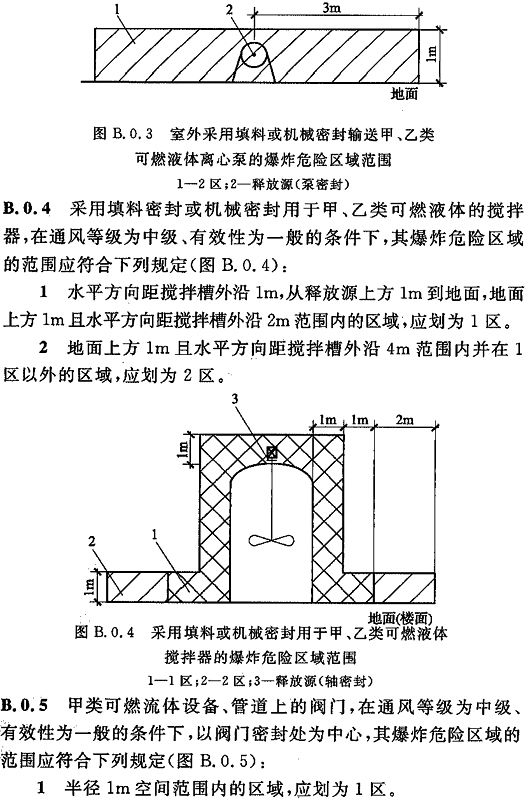 1
2
3m
1m
地面
图 B.0.3 室外采用填料或机械密封输送甲、乙类
可燃液体离心泵的爆炸危险区域范围
1—2区;2—释放源(泵密封)
B.0.4 采用填料密封或机械密封用于甲、乙类可燃液体的搅拌
器,在通风等级为中级、有效性为一般的条件下,其爆炸危险区域
的范围应符合下列规定(图 B.0.4):
1 水平方向距搅拌槽外沿 1m,从释放源上方 1m 到地面,地面
上方 1m 且水平方向距搅拌槽外沿 2m 范围内的区域,应划为 1 区。
2 地面上方 1m 且水平方向距搅拌槽外沿 4m 范围内并在 1
区以外的区域,应划为 2 区。
3
1m
1m
2m
1m
2
1
1m
地面(楼面)
图 B.0.4 采用填料或机械密封用于甲、乙类可燃液体
搅拌器的爆炸危险区域范围
1—1区;2—2区;3—释放源(轴密封)
B.0.5 甲类可燃流体设备、管道上的阀门,在通风等级为中级、
有效性为一般的条件下,以阀门密封处为中心,其爆炸危险区域的
范围应符合下列规定(图 B.0.5):
1 半径 1m 空间范围内的区域,应划为 1 区。